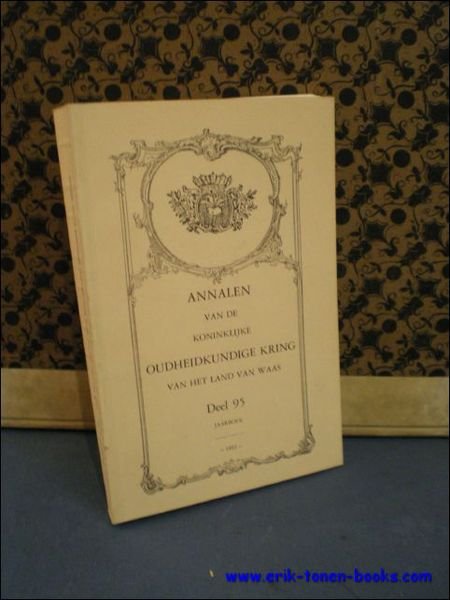 ANNALEN
VAN DE
KONINKLIJKE
OUDHEIDKUNDIGE KRING
VAN HET LAND VAN WAAS
Deel 95
JAARBOEK
www.erik-tonen-books.com